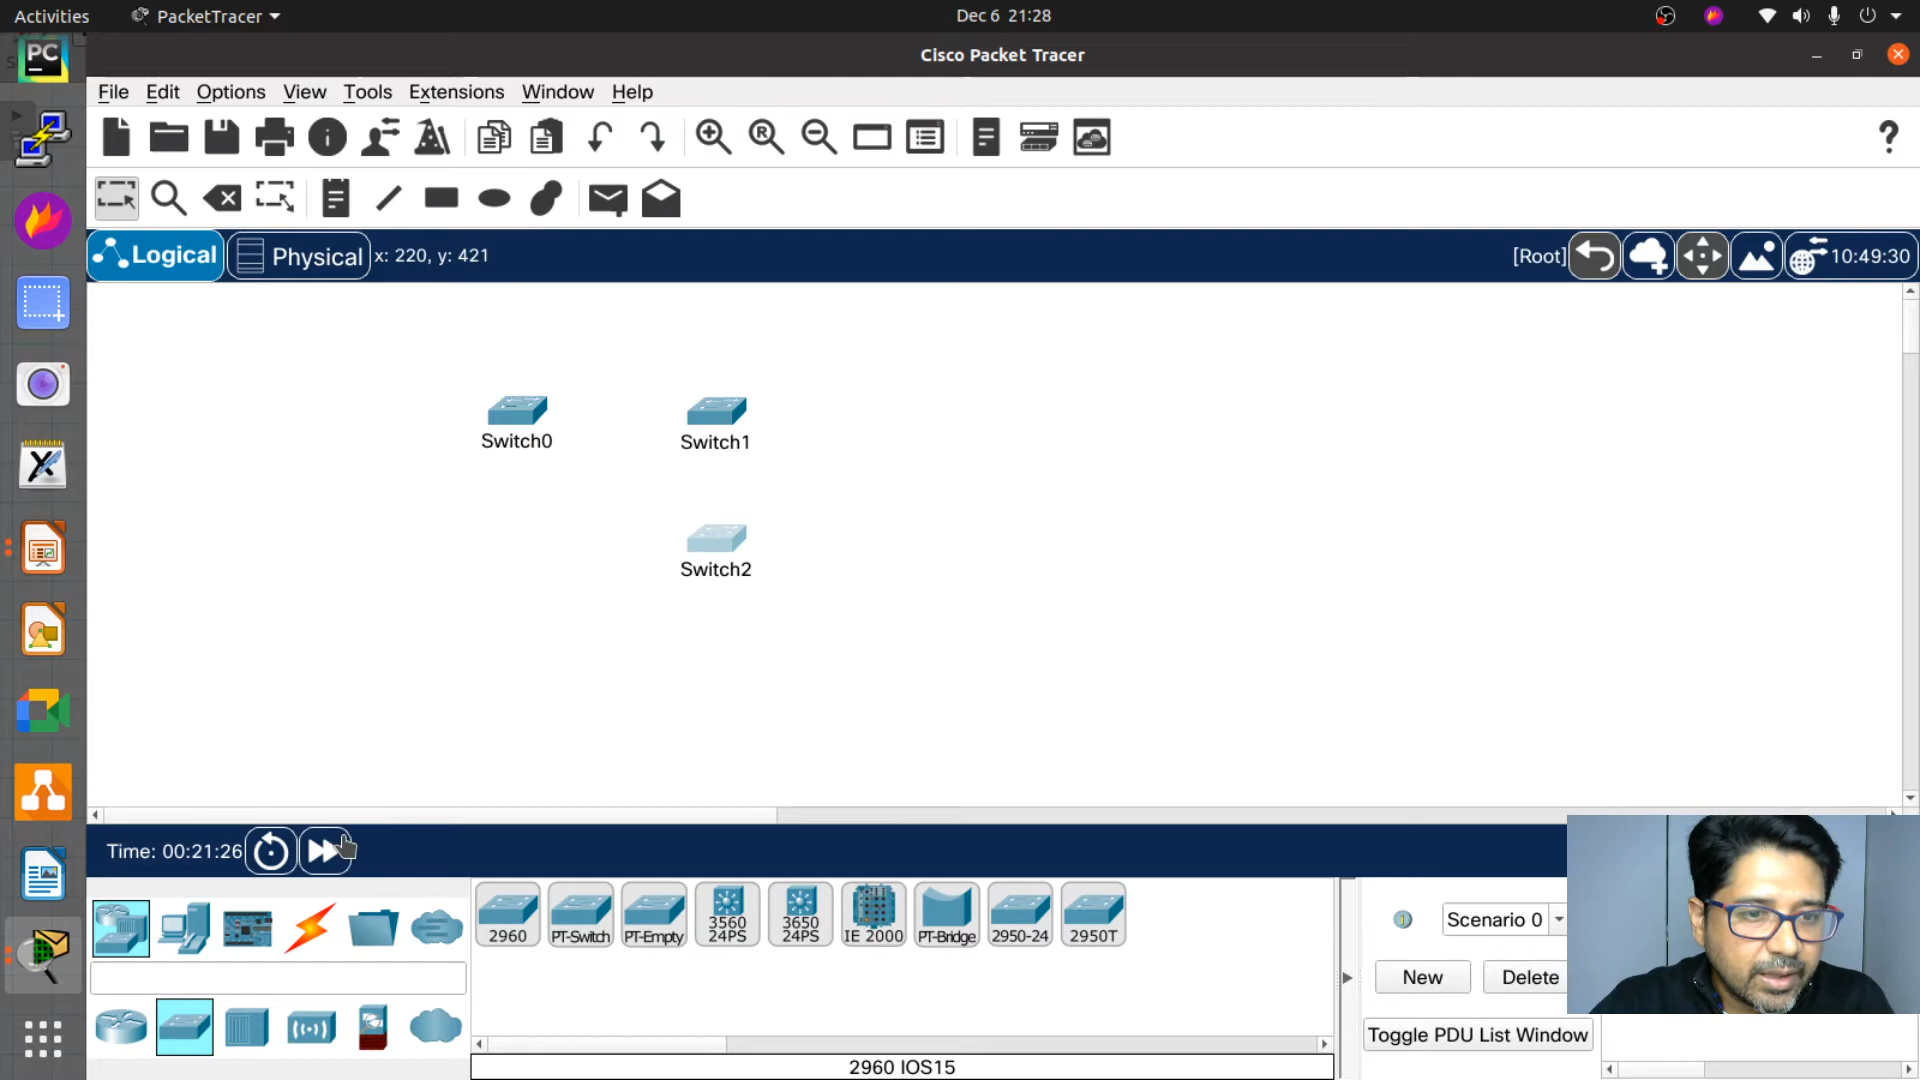 Activities
PacketTracer
Dec 6 21:28
PC
Cisco Packet Tracer
File Edit Options View Tools Extensions Window Help
Logical
Physical
x: 220, y: 421
[Root]
10:49:30
Switch0
Switch1
Switch2
Time: 00:21:26
2960
PT-Switch
PT-Empty
3560
24PS
3650
24PS
IE 2000
PT-Bridge
2950-24
2950T
Scenario 0
New
Delete
Toggle PDU List Window
2960 IOS15